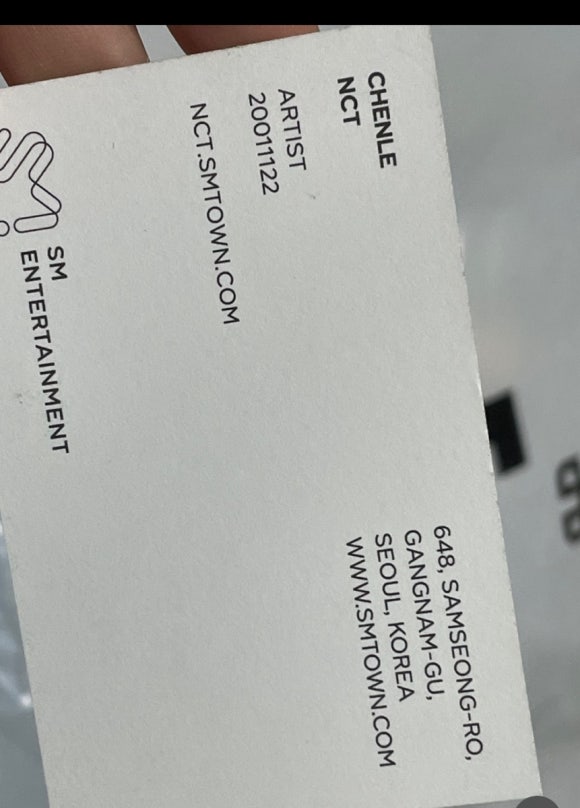 CHENLE
NCT
ARTIST
20011122
NCT.SMTOWN.COM
SM
ENTERTAINMENT
648, SAMSEONG-RO,
GANGNAM-GU,
SEOUL, KOREA
WWW.SMTOWN.COM